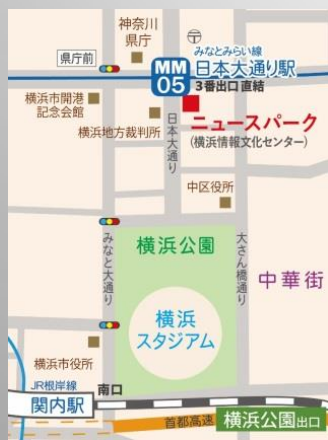 神奈川
県庁
県庁前
みなとみらい線
MM
05
日本大通り駅
3番出口直結
横浜市開港
記念会館
横浜地方裁判所
日本大通り
ニュースパーク
(横浜情報文化センター)
中区役所
みなと大通り
横浜公園
大さん橋通り
中華街
横浜
スタジアム
横浜市役所
JR根岸線
関内駅
南口
首都高速
横浜公園出口